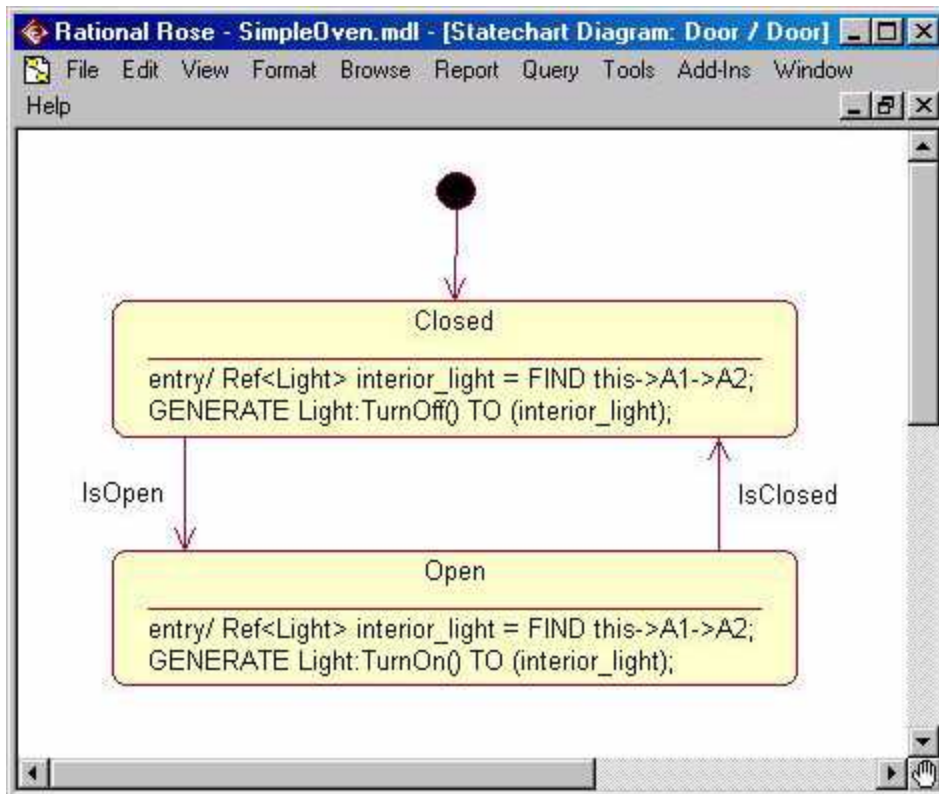 Rational Rose - SimpleOven.mdl - [Statechart Diagram: Door / Door]
File Edit View Format Browse Report Query Tools Add-Ins Window
Help
Closed
entry/ Ref<Light> interior_light = FIND this->A1->A2;
GENERATE Light:TurnOff() TO (interior_light);
IsOpen
IsClosed
Open
entry/ Ref<Light> interior_light = FIND this->A1->A2;
GENERATE Light:TurnOn() TO (interior_light);